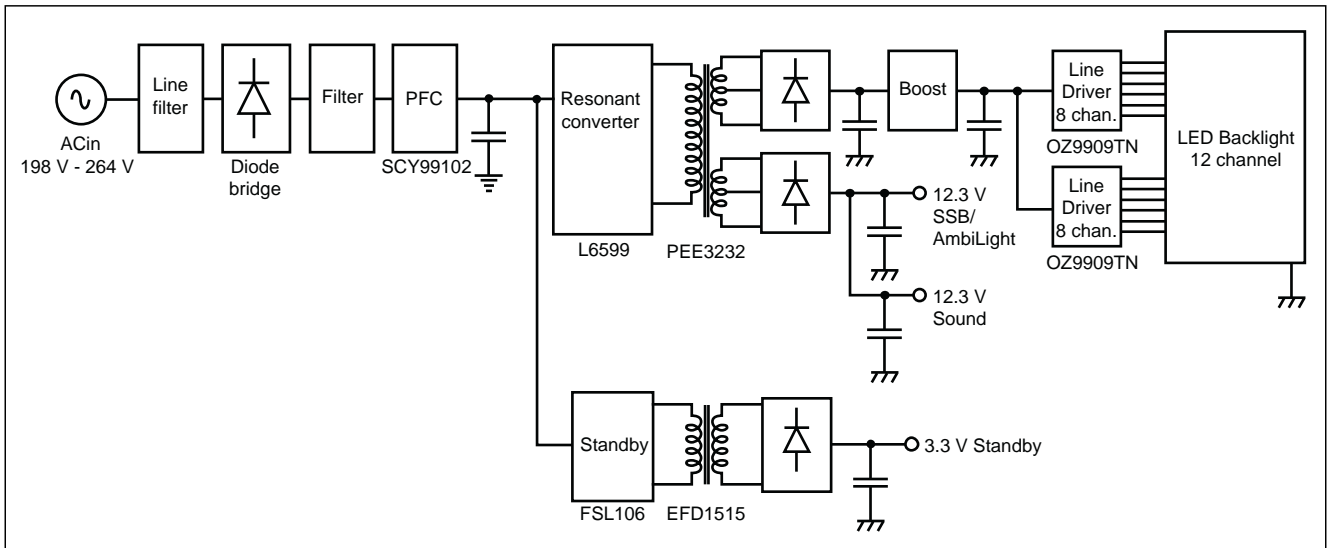 ACin
198 V - 264 V
Line
filter
Diode
bridge
Filter
PFC
SCY99102
Resonant
converter
L6599
PEE3232
Boost
Line
Driver
8 chan.
OZ9909TN
Line
Driver
8 chan.
OZ9909TN
LED Backlight
12 channel
12.3 V
SSB/
AmbiLight
12.3 V
Sound
Standby
FSL106
EFD1515
3.3 V Standby